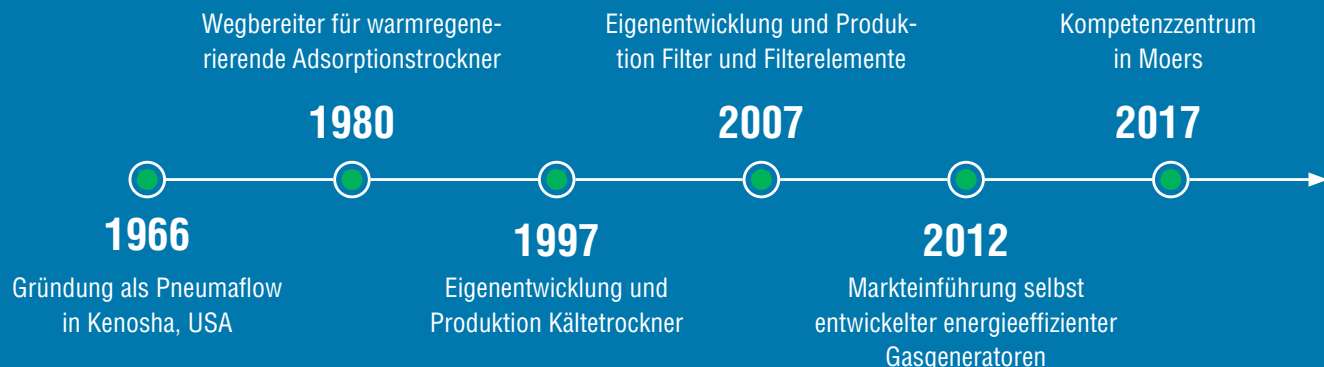 Wegbereiter für warmregene-
rierende Adsorptionstrockner
1980
Eigenentwicklung und Produk-
tion Filter und Filterelemente
2007
Kompetenzzentrum
in Moers
2017
1966
Gründung als Pneumaflow
in Kenosha, USA
1997
Eigenentwicklung und
Produktion Kältetrockner
2012
Markteinführung selbst
entwickelter energieeffizienter
Gasgeneratoren